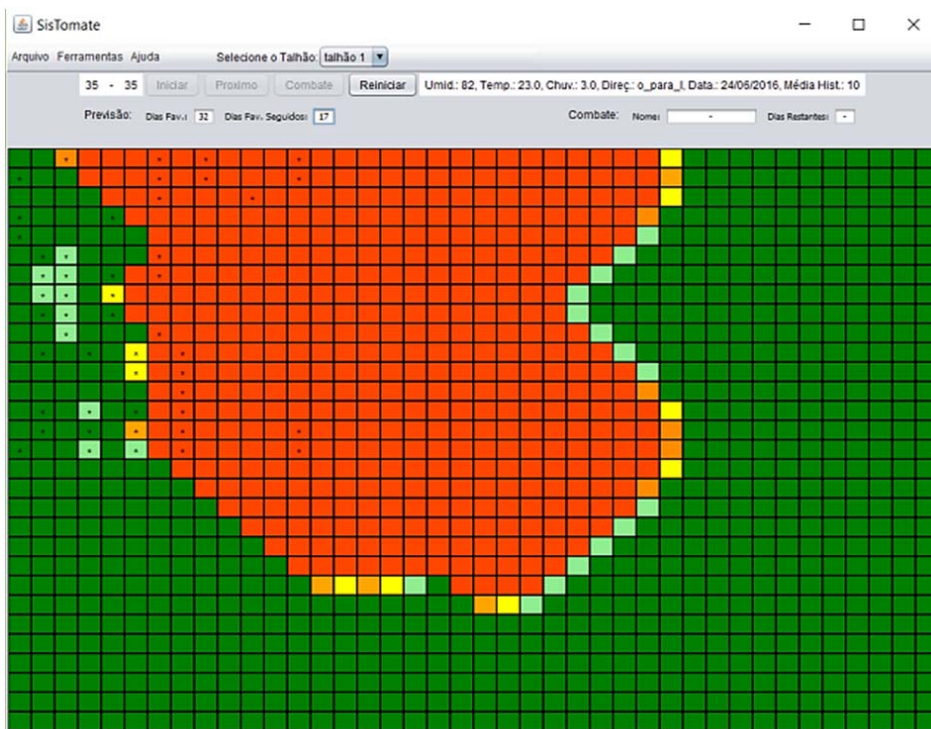 SisTomate
Arquivo Ferramentas Ajuda Selecione o Talhão: talhão 1
35 - 35 Iniciar Proximo Combate Reiniciar Umid.: 82, Temp.: 23.0, Chuv.: 3.0, Direç.: o_para_l, Data.: 24/06/2016, Média Hist.: 10
Previsão: Dias Fav.: 32 Dias Fav. Seguidos: 17 Combate: Nome: - Dias Restantes: -